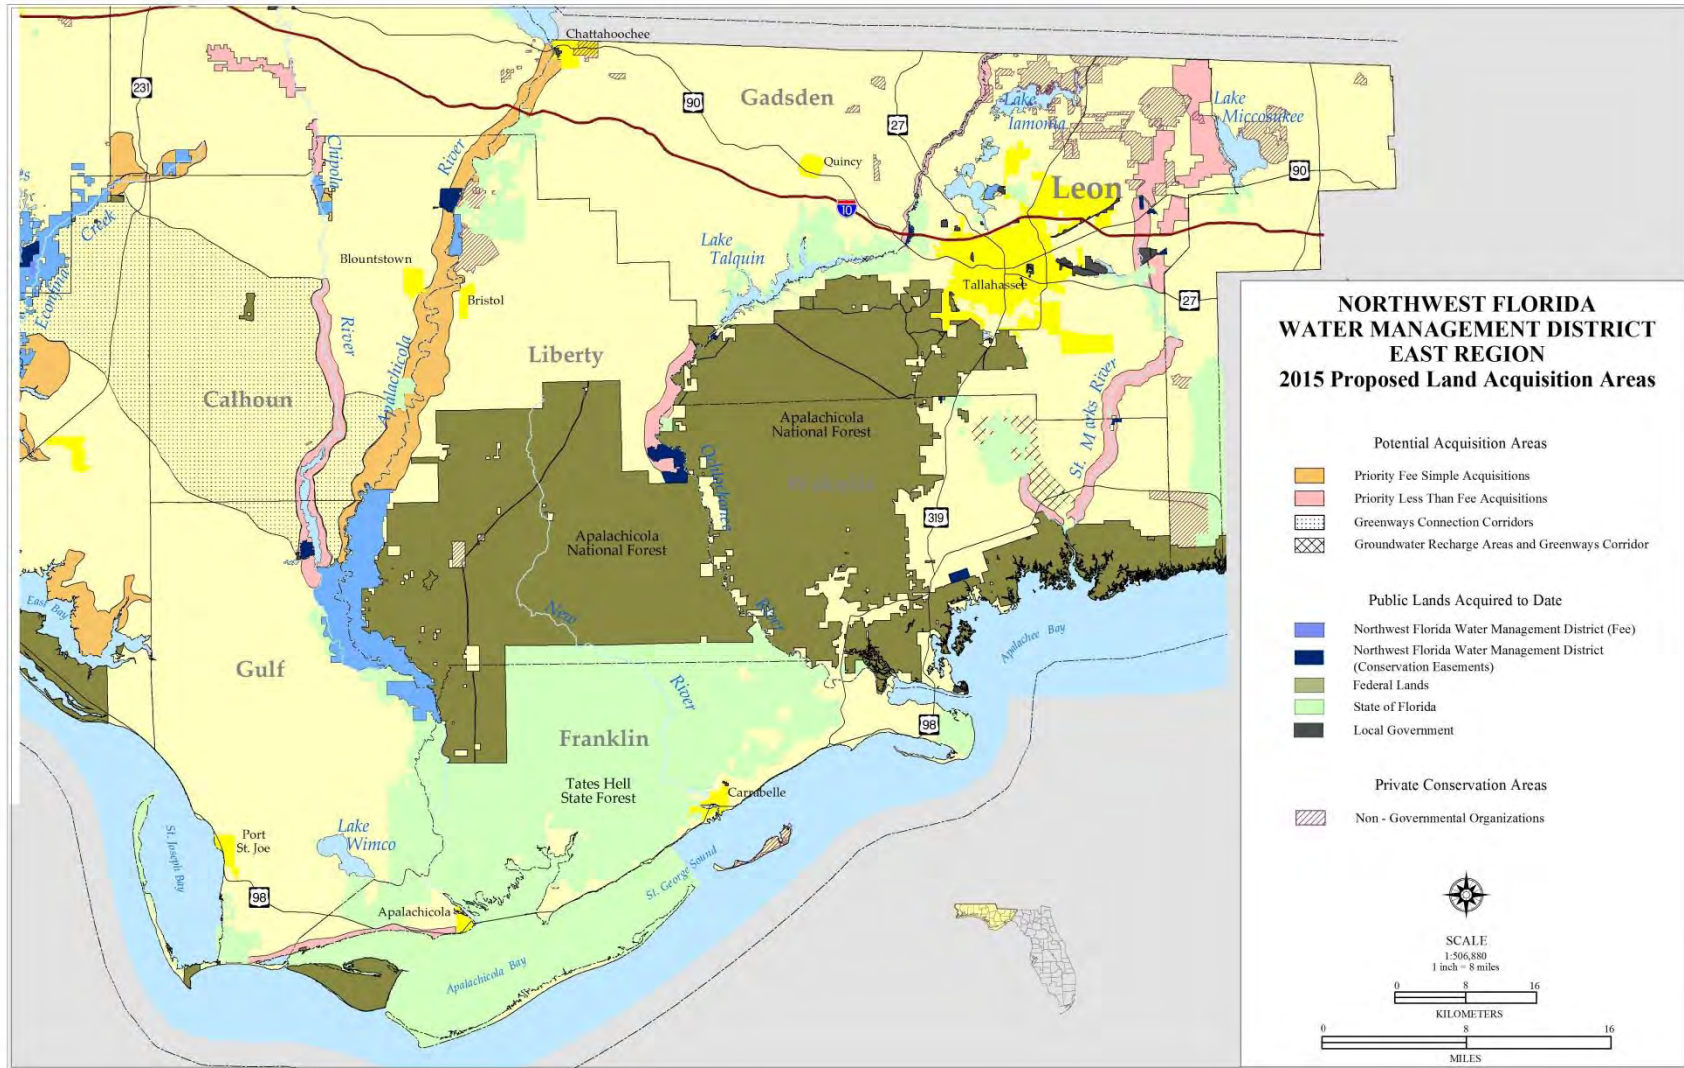 Chattahoochee
231
90
Gadsden
Lake
Iamonia
Lake
Miccosukee
27
Chipola
River
Quincy
90
Leon
10
Creek
Econfina
Lake
Talquin
Blountstown
Bristol
Tallahassee
27
River
Apalachicola
Liberty
Calhoun
St. Marks River
Apalachicola
National Forest
Ochlockonee
Apalachicola
National Forest
319
East Bay
New
River
Apalachee Bay
Gulf
River
98
Franklin
Tates Hell
State Forest
Carrabelle
Port
St. Joe
Lake
Wimco
St. Joseph Bay
St. George Sound
98
Apalachicola
Apalachicola Bay
NORTHWEST FLORIDA
WATER MANAGEMENT DISTRICT
EAST REGION
2015 Proposed Land Acquisition Areas
Potential Acquisition Areas
Priority Fee Simple Acquisitions
Priority Less Than Fee Acquisitions
Greenways Connection Corridors
Groundwater Recharge Areas and Greenways Corridor
Public Lands Acquired to Date
Northwest Florida Water Management District (Fee)
Northwest Florida Water Management District
(Conservation Easements)
Federal Lands
State of Florida
Local Government
Private Conservation Areas
Non - Governmental Organizations
SCALE
1:506,880
1 inch = 8 miles
0 8 16
KILOMETERS
0 8 16
MILES